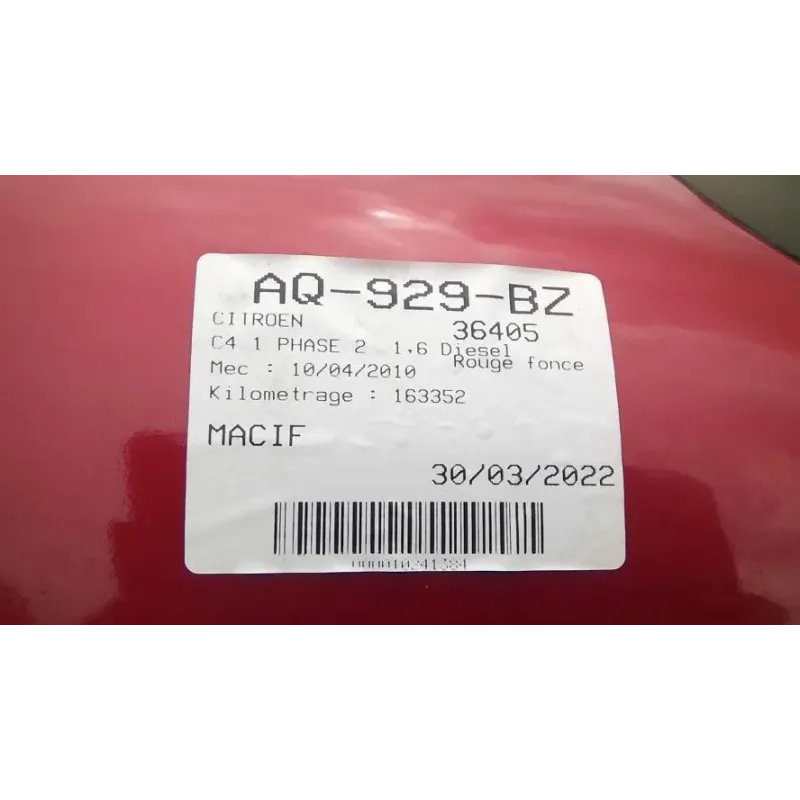 AQ-929-BZ
CITROEN 36405
C4 1 PHASE 2 1,6 Diesel
Rouge fonce
Mec : 10/04/2010
Kilometrage : 163352
MACIF
30/03/2022
000010241384